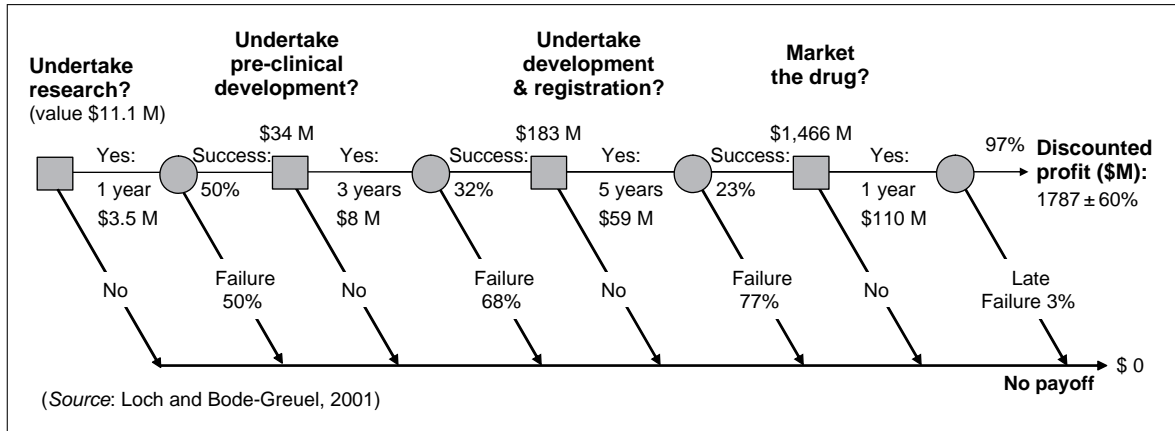 Undertake
research?
(value $11.1 M)
Undertake
pre-clinical
development?
Undertake
development
& registration?
Market
the drug?
$34 M
$183 M
$1,466 M
Yes:
1 year
$3.5 M
Success:
50%
Yes:
3 years
$8 M
Success:
32%
Yes:
5 years
$59 M
Success:
23%
Yes:
1 year
$110 M
97%
Discounted
profit ($M):
1787 ± 60%
No
Failure
50%
No
Failure
68%
No
Failure
77%
No
Late
Failure 3%
$ 0
No payoff
(Source: Loch and Bode-Greuel, 2001)